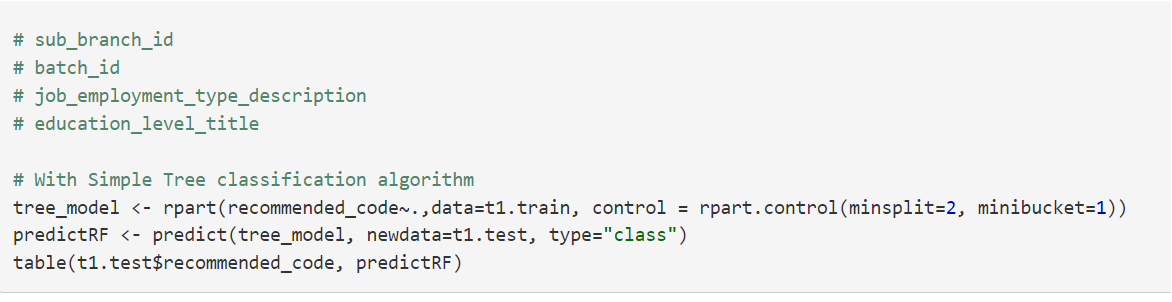 # sub_branch_id
# batch_id
# job_employment_type_description
# education_level_title
# With Simple Tree classification algorithm
tree_model <- rpart(recommended_code~.,data=t1.train, control = rpart.control(minsplit=2, minibucket=1))
predictRF <- predict(tree_model, newdata=t1.test, type="class")
table(t1.test$recommended_code, predictRF)